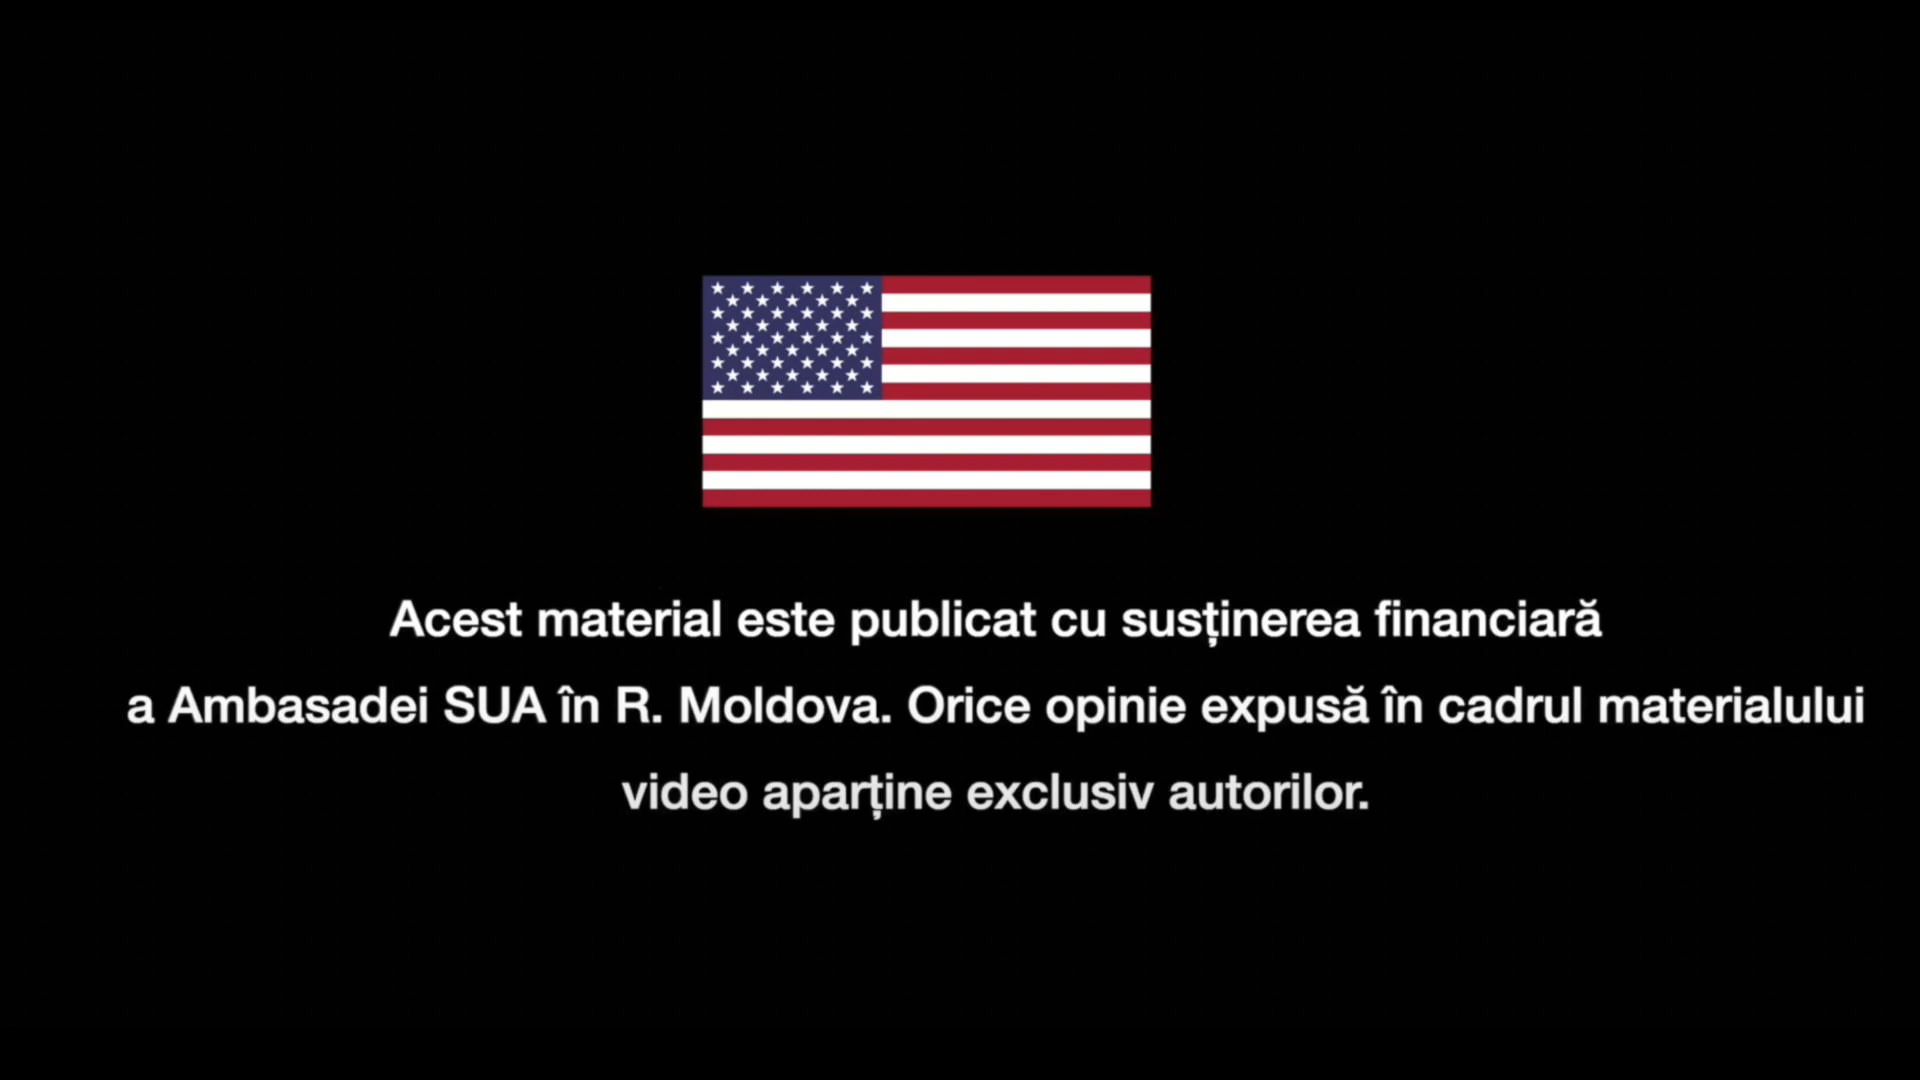 Acest material este publicat cu susținerea financiară
a Ambasadei SUA în R. Moldova. Orice opinie expusă în cadrul materialului
video aparține exclusiv autorilor.